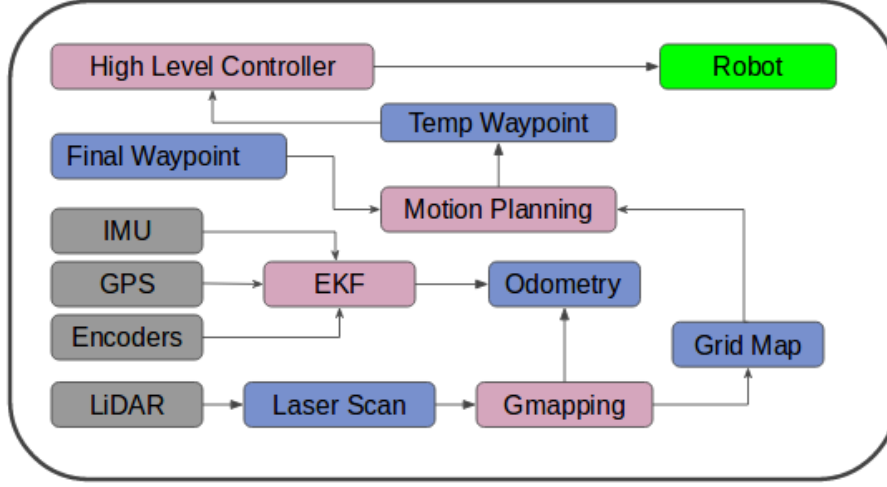 High Level Controller
Robot
Temp Waypoint
Final Waypoint
Motion Planning
IMU
GPS
EKF
Odometry
Encoders
Grid Map
LiDAR
Laser Scan
Gmapping